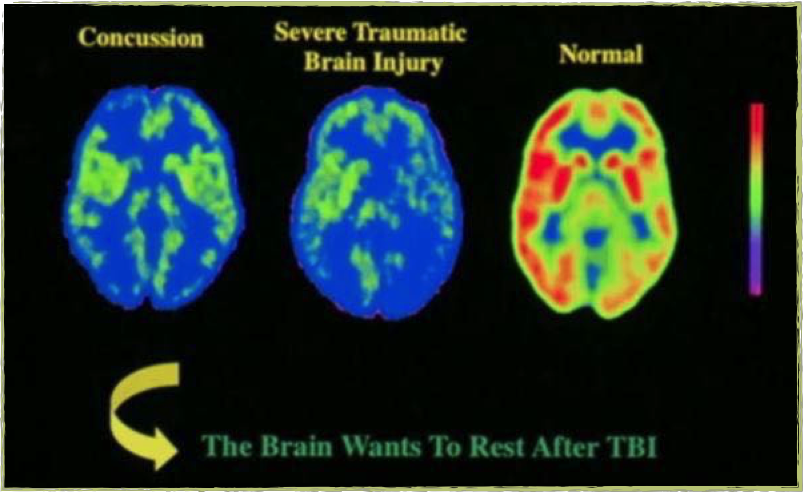 Concussion
Severe Traumatic
Brain Injury
Normal
The Brain Wants To Rest After TBI